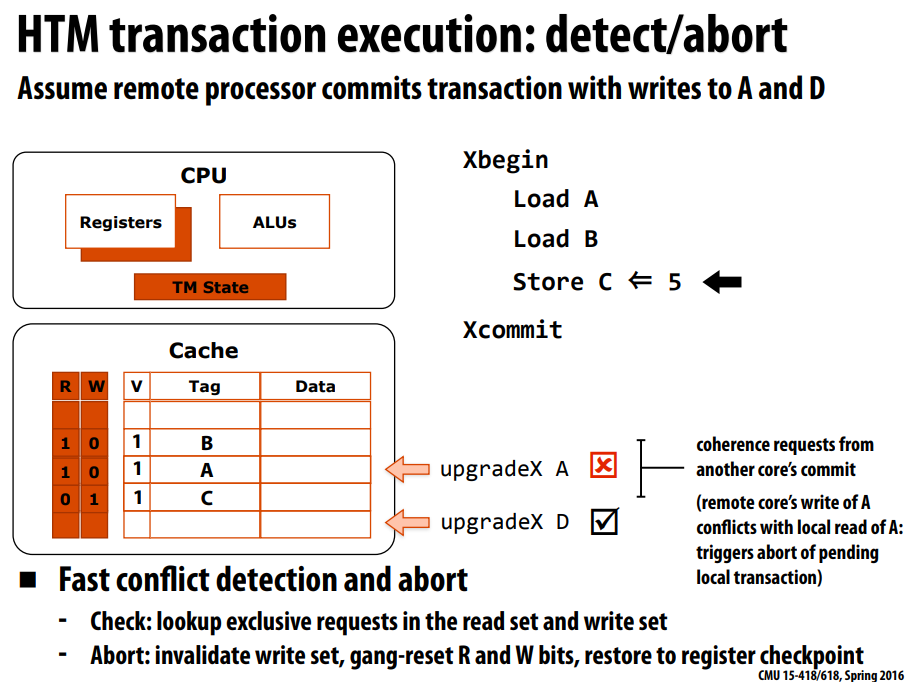 HTM transaction execution: detect/abort
Assume remote processor commits transaction with writes to A and D
CPU
Registers
ALUs
TM State
Xbegin
Load A
Load B
Store C ⇐ 5
Xcommit
Cache
R W V Tag Data
1 0 1 B
1 0 1 A
0 1 1 C
upgradeX A
upgradeX D
coherence requests from
another core's commit
(remote core's write of A
conflicts with local read of A:
triggers abort of pending
local transaction)
■ Fast conflict detection and abort
- Check: lookup exclusive requests in the read set and write set
- Abort: invalidate write set, gang-reset R and W bits, restore to register checkpoint
CMU 15-418/618, Spring 2016